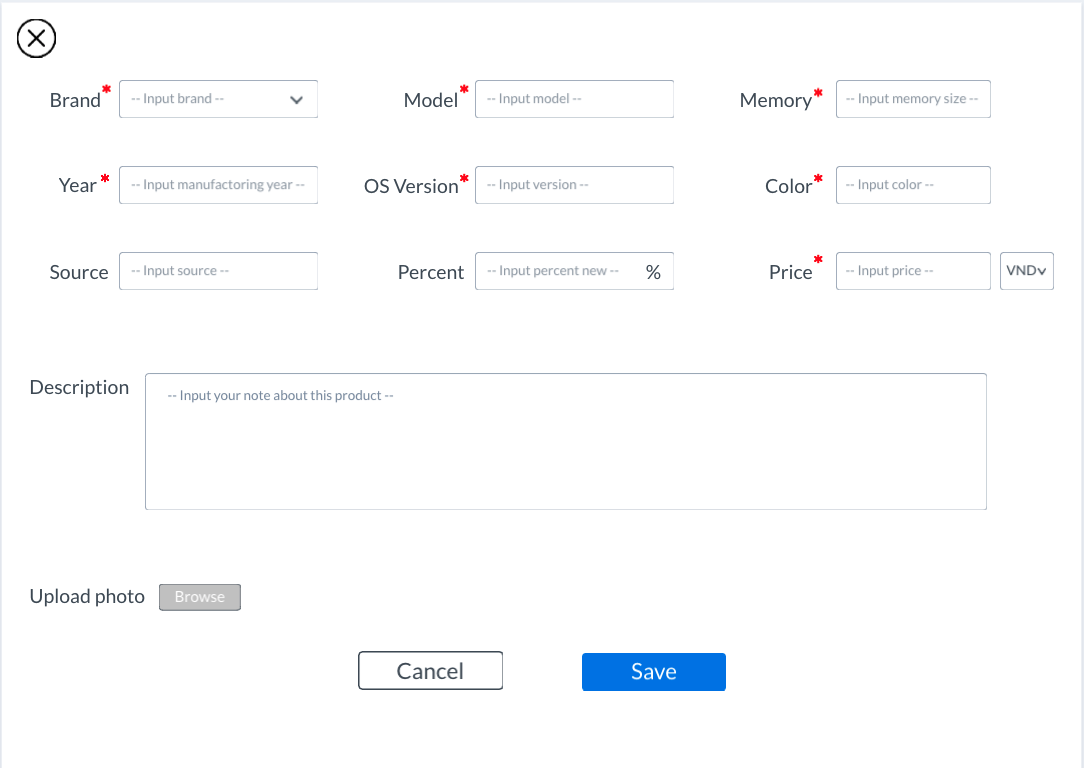 Brand* -- Input brand -- Model* -- Input model -- Memory* -- Input memory size --
Year* -- Input manufactoring year -- OS Version* -- Input version -- Color* -- Input color --
Source -- Input source -- Percent -- Input percent new -- % Price* -- Input price -- VND
Description -- Input your note about this product --
Upload photo Browse
Cancel Save